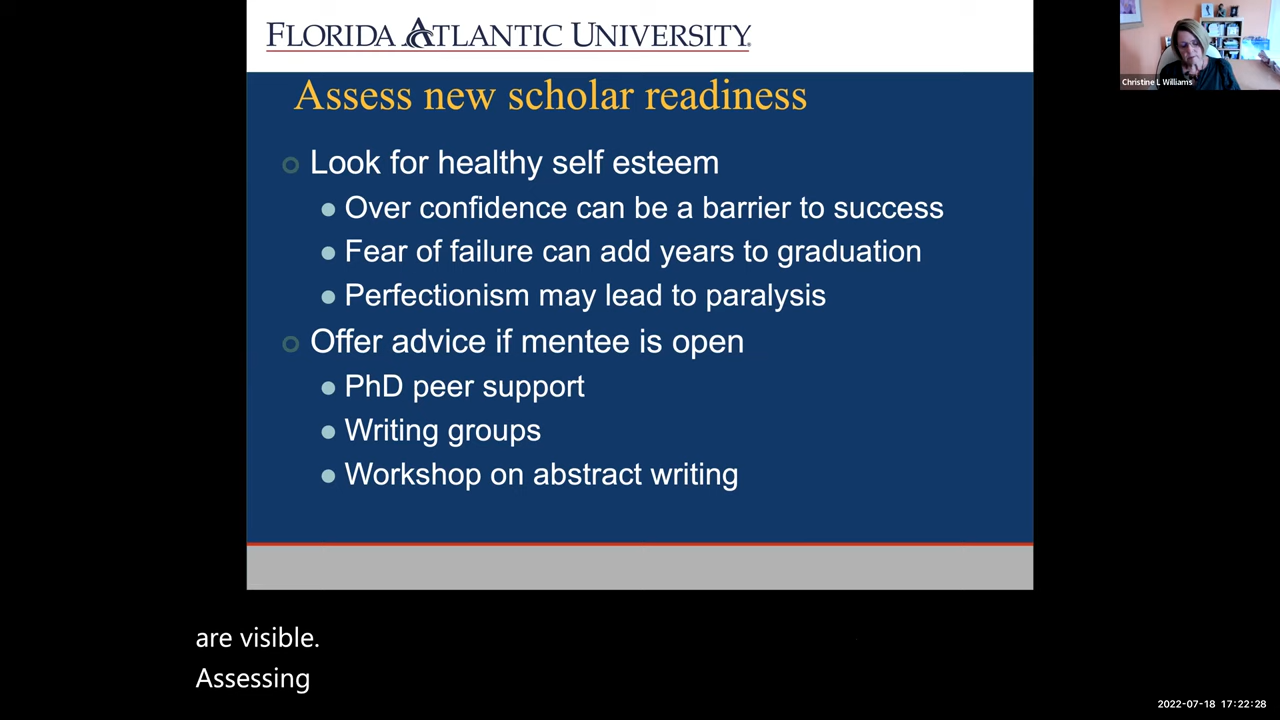 FLORIDA ATLANTIC UNIVERSITY
Assess new scholar readiness
Look for healthy self esteem
Over confidence can be a barrier to success
Fear of failure can add years to graduation
Perfectionism may lead to paralysis
Offer advice if mentee is open
PhD peer support
Writing groups
Workshop on abstract writing
Christine L Williams
are visible.
Assessing
2022-07-18 17:22:28